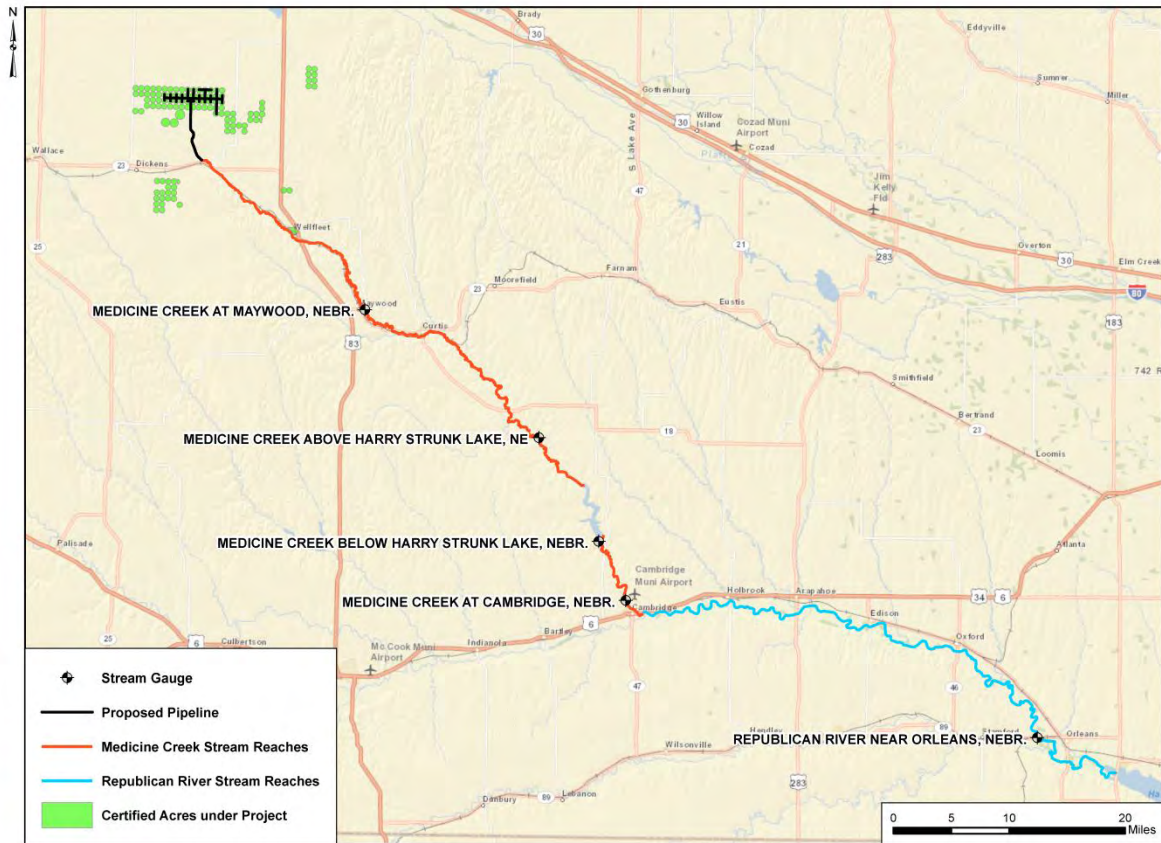 N
Brady
30
Eddyville
Sumner
Miller
Gothenburg
30
Willow
Island
Cozad Muni
Airport
Cozad
S Lake Ave
Wallace
23
Dickens
47
Jim
Kelly
Fld
25
Wellfleet
21
283
Overton
30
Elm Creek
80
Farnam
Moorefield
23
Eustis
183
MEDICINE CREEK AT MAYWOOD, NEBR.
Maywood
Curtis
83
742 R
Smithfield
Bertrand
23
Loomis
18
MEDICINE CREEK ABOVE HARRY STRUNK LAKE, NE
Palisade
MEDICINE CREEK BELOW HARRY STRUNK LAKE, NEBR.
Atlanta
Cambridge
Muni Airport
MEDICINE CREEK AT CAMBRIDGE, NEBR.
Cambridge
Holbrook
Arapahoe
34
6
Edison
25
6
Culbertson
Mc Cook Muni
Airport
Indianola
Bartley
6
Oxford
47
46
89
Hendley
Stamford
Orleans
REPUBLICAN RIVER NEAR ORLEANS, NEBR.
Wilsonville
283
Lebanon
Danbury
89
Ha
Stream Gauge
Proposed Pipeline
Medicine Creek Stream Reaches
Republican River Stream Reaches
Certified Acres under Project
0
5
10
20
Miles